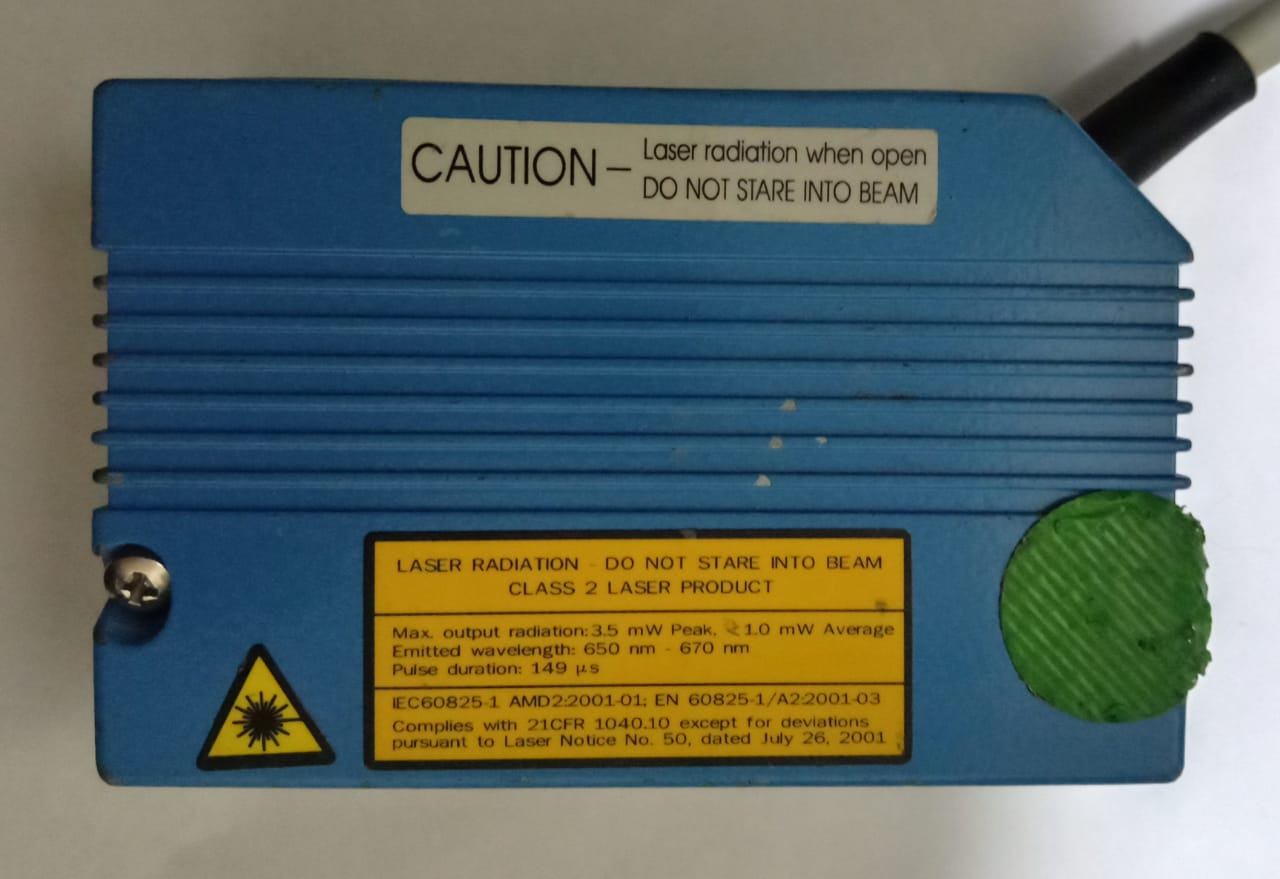 CAUTION – Laser radiation when open
DO NOT STARE INTO BEAM
LASER RADIATION - DO NOT STARE INTO BEAM
CLASS 2 LASER PRODUCT
Max. output radiation: 3.5 mW Peak, < 1.0 mW Average
Emitted wavelength: 650 nm - 670 nm
Pulse duration: 149 µs
IEC60825-1 AMD2:2001-01; EN 60825-1/A2:2001-03
Complies with 21CFR 1040.10 except for deviations
pursuant to Laser Notice No. 50, dated July 26, 2001